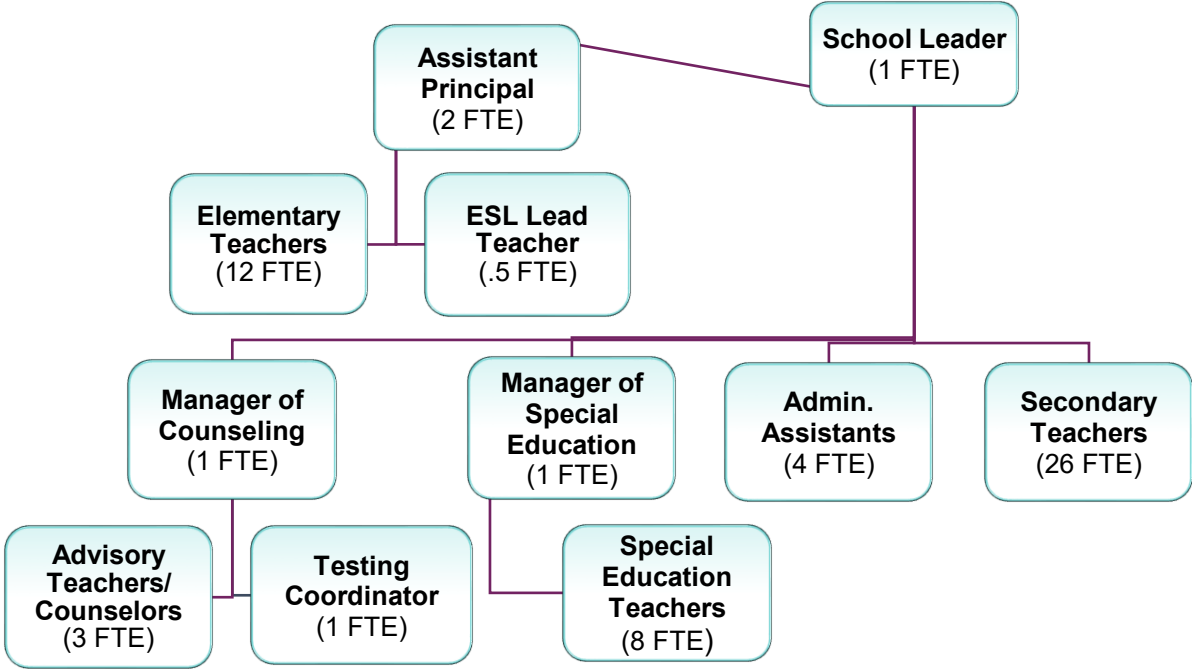 School Leader
(1 FTE)
Assistant
Principal
(2 FTE)
Elementary
Teachers
(12 FTE)
ESL Lead
Teacher
(.5 FTE)
Manager of
Counseling
(1 FTE)
Manager of
Special
Education
(1 FTE)
Admin.
Assistants
(4 FTE)
Secondary
Teachers
(26 FTE)
Advisory
Teachers/
Counselors
(3 FTE)
Testing
Coordinator
(1 FTE)
Special
Education
Teachers
(8 FTE)